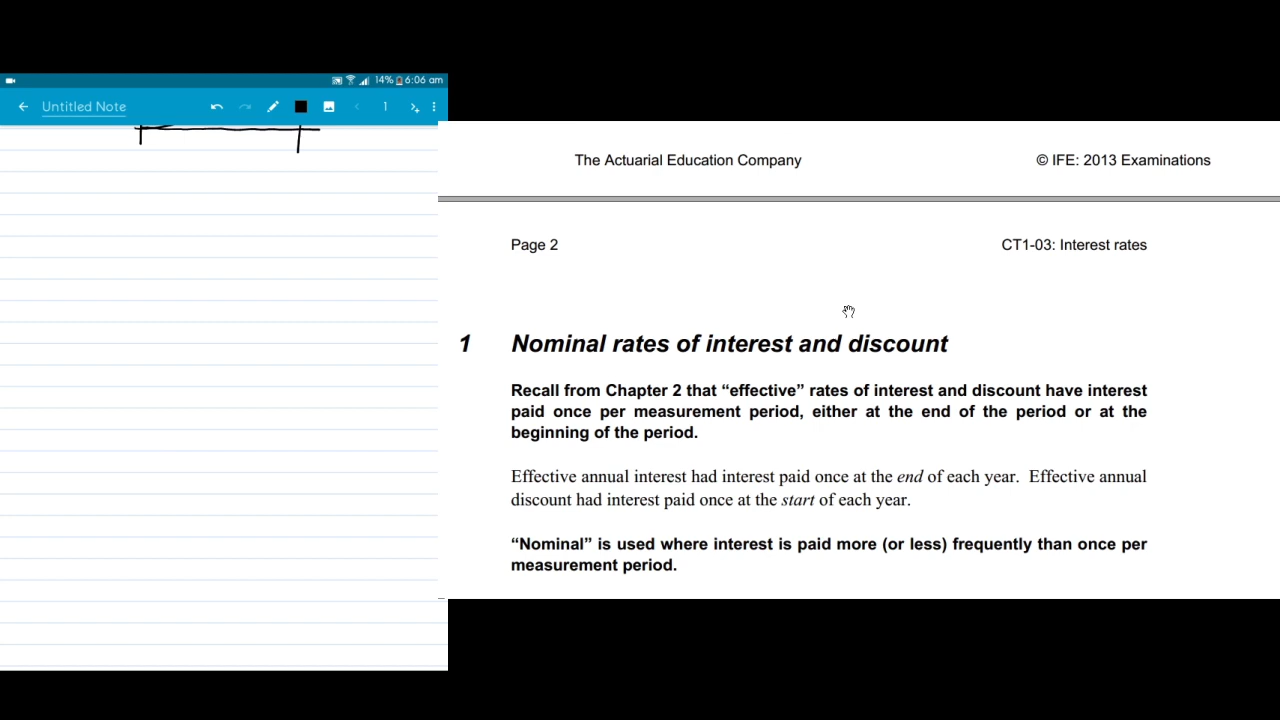 14% 6:06 am
Untitled Note
1
The Actuarial Education Company © IFE: 2013 Examinations
Page 2 CT1-03: Interest rates
1 Nominal rates of interest and discount
Recall from Chapter 2 that “effective” rates of interest and discount have interest
paid once per measurement period, either at the end of the period or at the
beginning of the period.
Effective annual interest had interest paid once at the end of each year. Effective annual
discount had interest paid once at the start of each year.
“Nominal” is used where interest is paid more (or less) frequently than once per
measurement period.